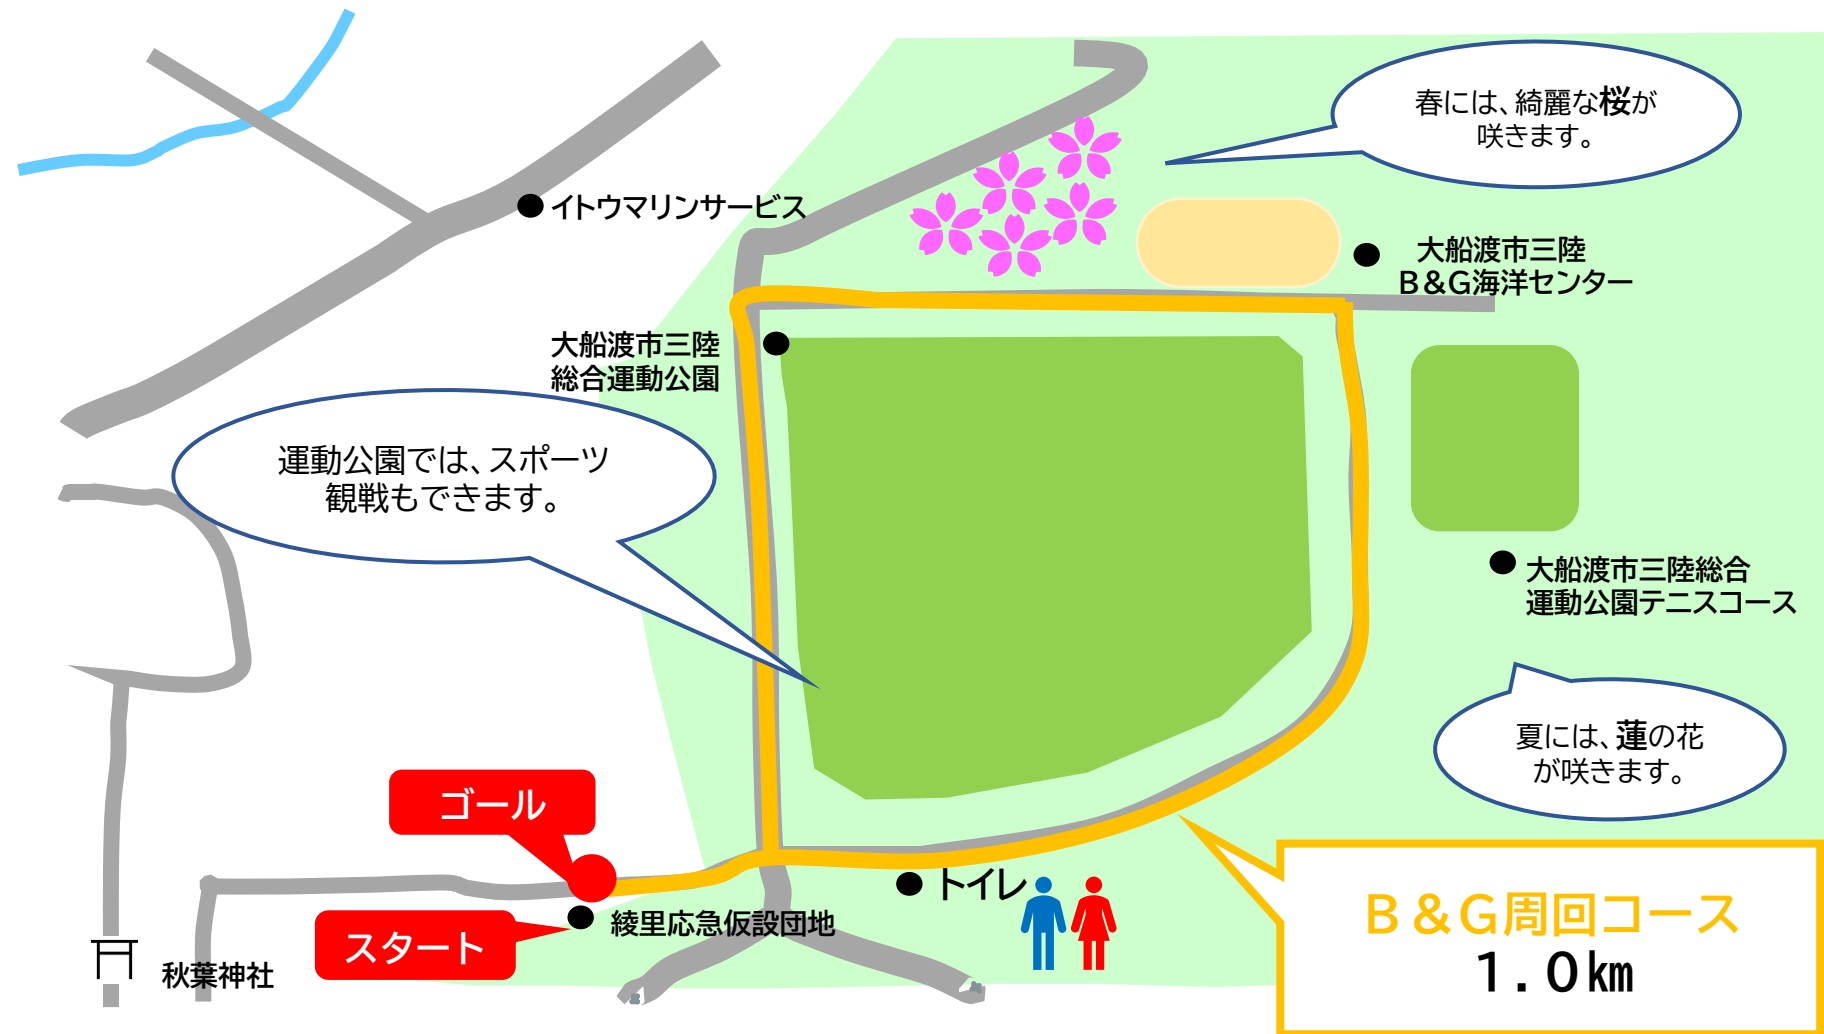 春には、綺麗な桜が
咲きます。
イトウマリンサービス
大船渡市三陸
B&G海洋センター
大船渡市三陸
総合運動公園
運動公園では、スポーツ
観戦もできます。
大船渡市三陸総合
運動公園テニスコース
夏には、蓮の花
が咲きます。
ゴール
トイレ
綾里応急仮設団地
スタート
秋葉神社
B&G周回コース
1.0㎞